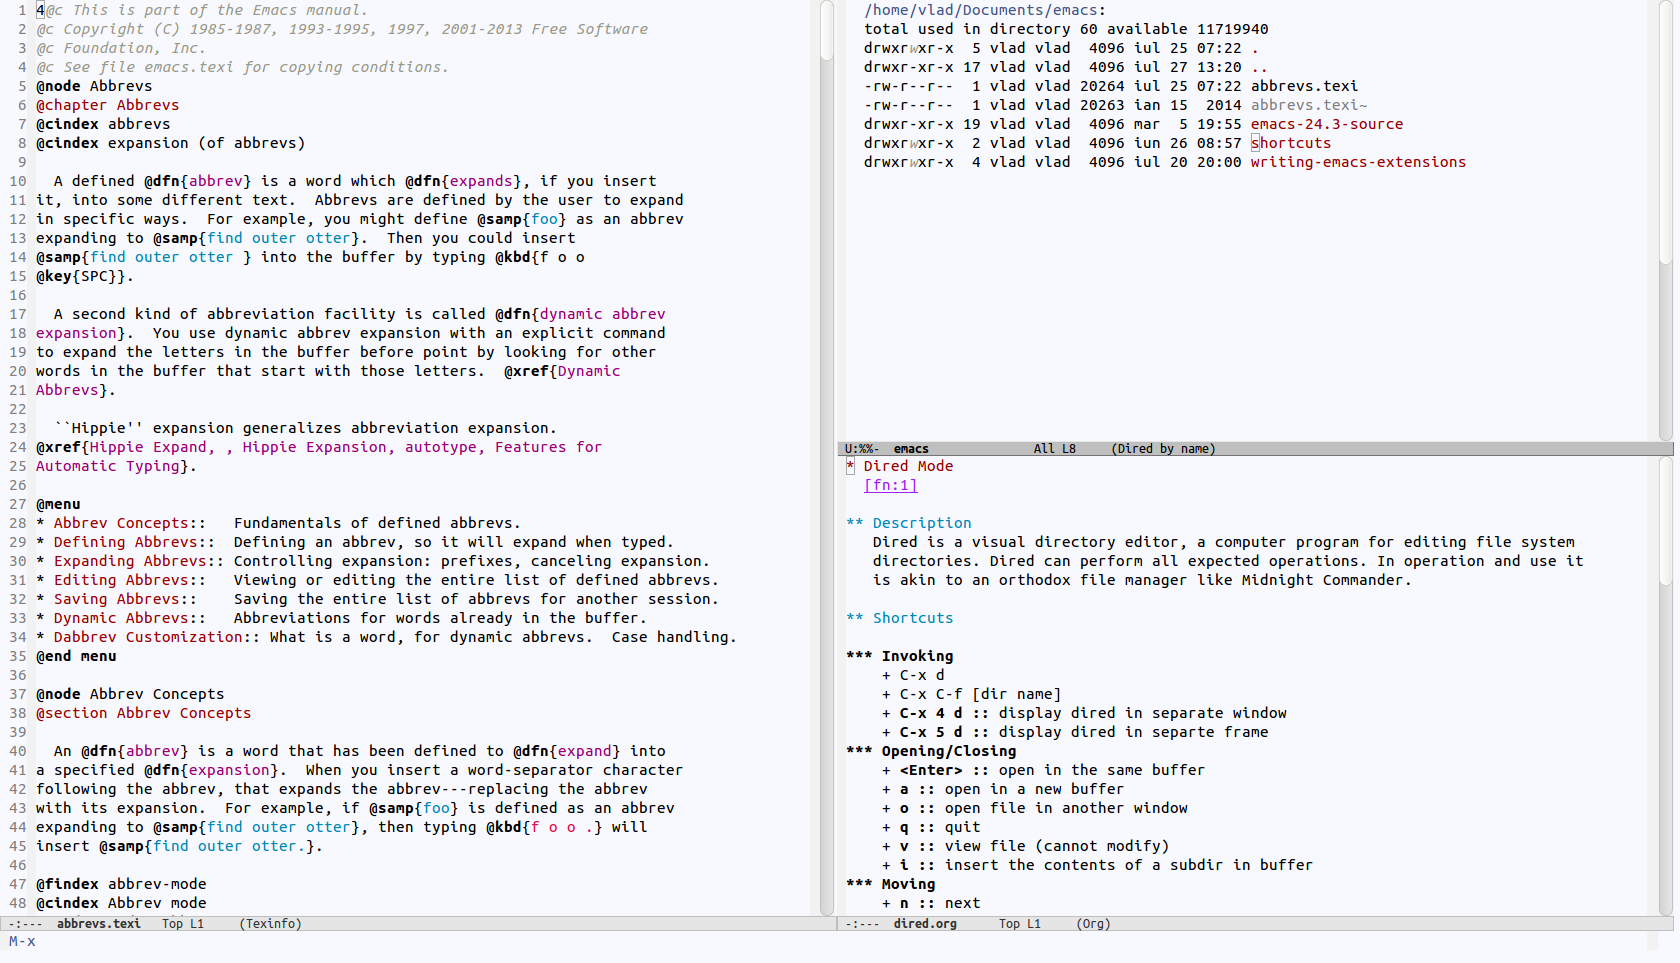 1 4@c This is part of the Emacs manual.
2 @c Copyright (C) 1985-1987, 1993-1995, 1997, 2001-2013 Free Software
3 @c Foundation, Inc.
4 @c See file emacs.texi for copying conditions.
5 @node Abbrevs
6 @chapter Abbrevs
7 @cindex abbrevs
8 @cindex expansion (of abbrevs)
9
10   A defined @dfn{abbrev} is a word which @dfn{expands}, if you insert
11 it, into some different text.  Abbrevs are defined by the user to expand
12 in specific ways.  For example, you might define @samp{foo} as an abbrev
13 expanding to @samp{find outer otter}.  Then you could insert
14 @samp{find outer otter } into the buffer by typing @kbd{f o o
15 @key{SPC}}.
16
17   A second kind of abbreviation facility is called @dfn{dynamic abbrev
18 expansion}.  You use dynamic abbrev expansion with an explicit command
19 to expand the letters in the buffer before point by looking for other
20 words in the buffer that start with those letters.  @xref{Dynamic
21 Abbrevs}.
22
23   ``Hippie'' expansion generalizes abbreviation expansion.
24 @xref{Hippie Expand, , Hippie Expansion, autotype, Features for
25 Automatic Typing}.
26
27 @menu
28 * Abbrev Concepts::   Fundamentals of defined abbrevs.
29 * Defining Abbrevs::  Defining an abbrev, so it will expand when typed.
30 * Expanding Abbrevs:: Controlling expansion: prefixes, canceling expansion.
31 * Editing Abbrevs::   Viewing or editing the entire list of defined abbrevs.
32 * Saving Abbrevs::    Saving the entire list of abbrevs for another session.
33 * Dynamic Abbrevs::   Abbreviations for words already in the buffer.
34 * Dabbrev Customization:: What is a word, for dynamic abbrevs.  Case handling.
35 @end menu
36
37 @node Abbrev Concepts
38 @section Abbrev Concepts
39
40   An @dfn{abbrev} is a word that has been defined to @dfn{expand} into
41 a specified @dfn{expansion}.  When you insert a word-separator character
42 following the abbrev, that expands the abbrev---replacing the abbrev
43 with its expansion.  For example, if @samp{foo} is defined as an abbrev
44 expanding to @samp{find outer otter}, then typing @kbd{f o o .} will
45 insert @samp{find outer otter.}.
46
47 @findex abbrev-mode
48 @cindex Abbrev mode
-:---  abbrevs.texi   Top L1     (Texinfo)
M-x
/home/vlad/Documents/emacs:
total used in directory 60 available 11719940
drwxrwxr-x  5 vlad vlad  4096 iul 25 07:22 .
drwxr-xr-x 17 vlad vlad  4096 iul 27 13:20 ..
-rw-r--r--  1 vlad vlad 20264 iul 25 07:22 abbrevs.texi
-rw-r--r--  1 vlad vlad 20263 ian 15  2014 abbrevs.texi~
drwxr-xr-x 19 vlad vlad  4096 mar  5 19:55 emacs-24.3-source
drwxrwxr-x  2 vlad vlad  4096 iun 26 08:57 shortcuts
drwxrwxr-x  4 vlad vlad  4096 iul 20 20:00 writing-emacs-extensions
U:%%-  emacs               All L8     (Dired by name)
* Dired Mode
[fn:1]
** Description
Dired is a visual directory editor, a computer program for editing file system
directories. Dired can perform all expected operations. In operation and use it
is akin to an orthodox file manager like Midnight Commander.
** Shortcuts
*** Invoking
+ C-x d
+ C-x C-f [dir name]
+ C-x 4 d :: display dired in separate window
+ C-x 5 d :: display dired in separte frame
*** Opening/Closing
+ <Enter> :: open in the same buffer
+ a :: open in a new buffer
+ o :: open file in another window
+ q :: quit
+ v :: view file (cannot modify)
+ i :: insert the contents of a subdir in buffer
*** Moving
+ n :: next
-:---  dired.org      Top L1     (Org)